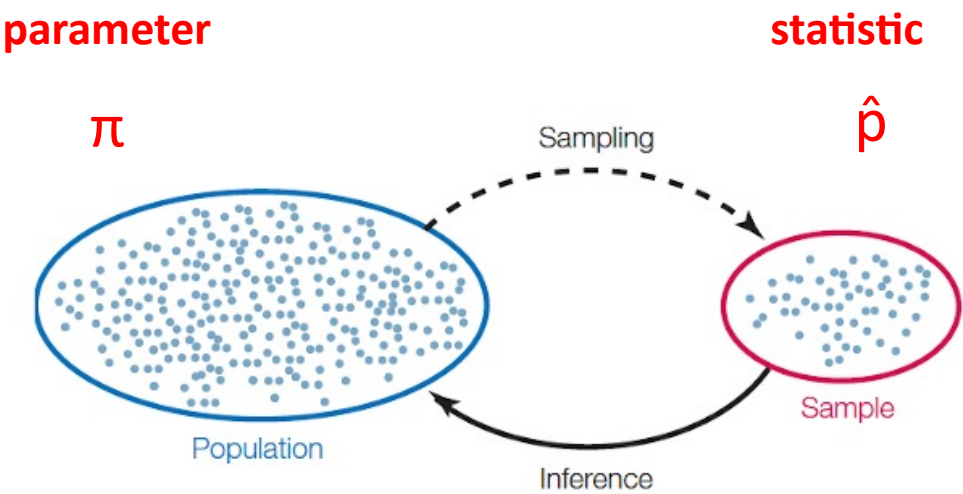 parameter
statistic
π
p̂
Sampling
Sample
Population
Inference